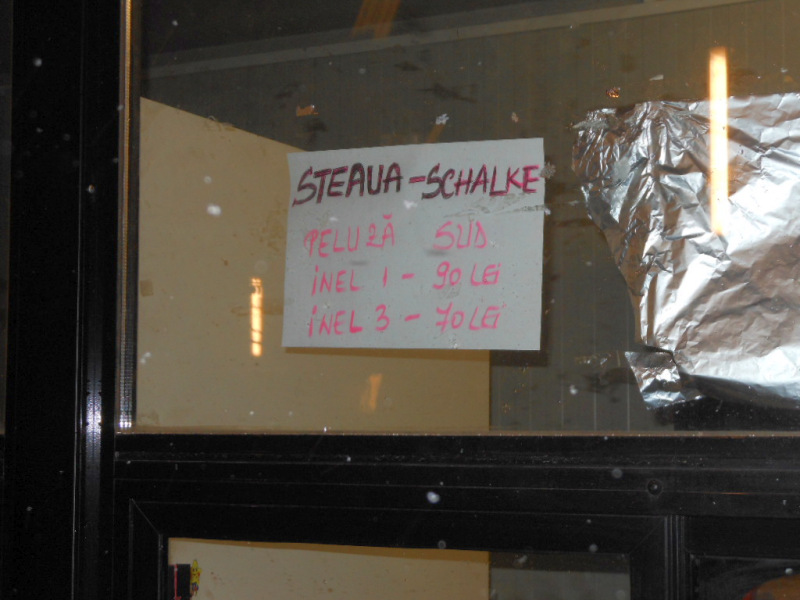 STEAUA - SCHALKE
PELUZĂ SUD
INEL 1 - 90 LEI
INEL 3 - 70 LEI